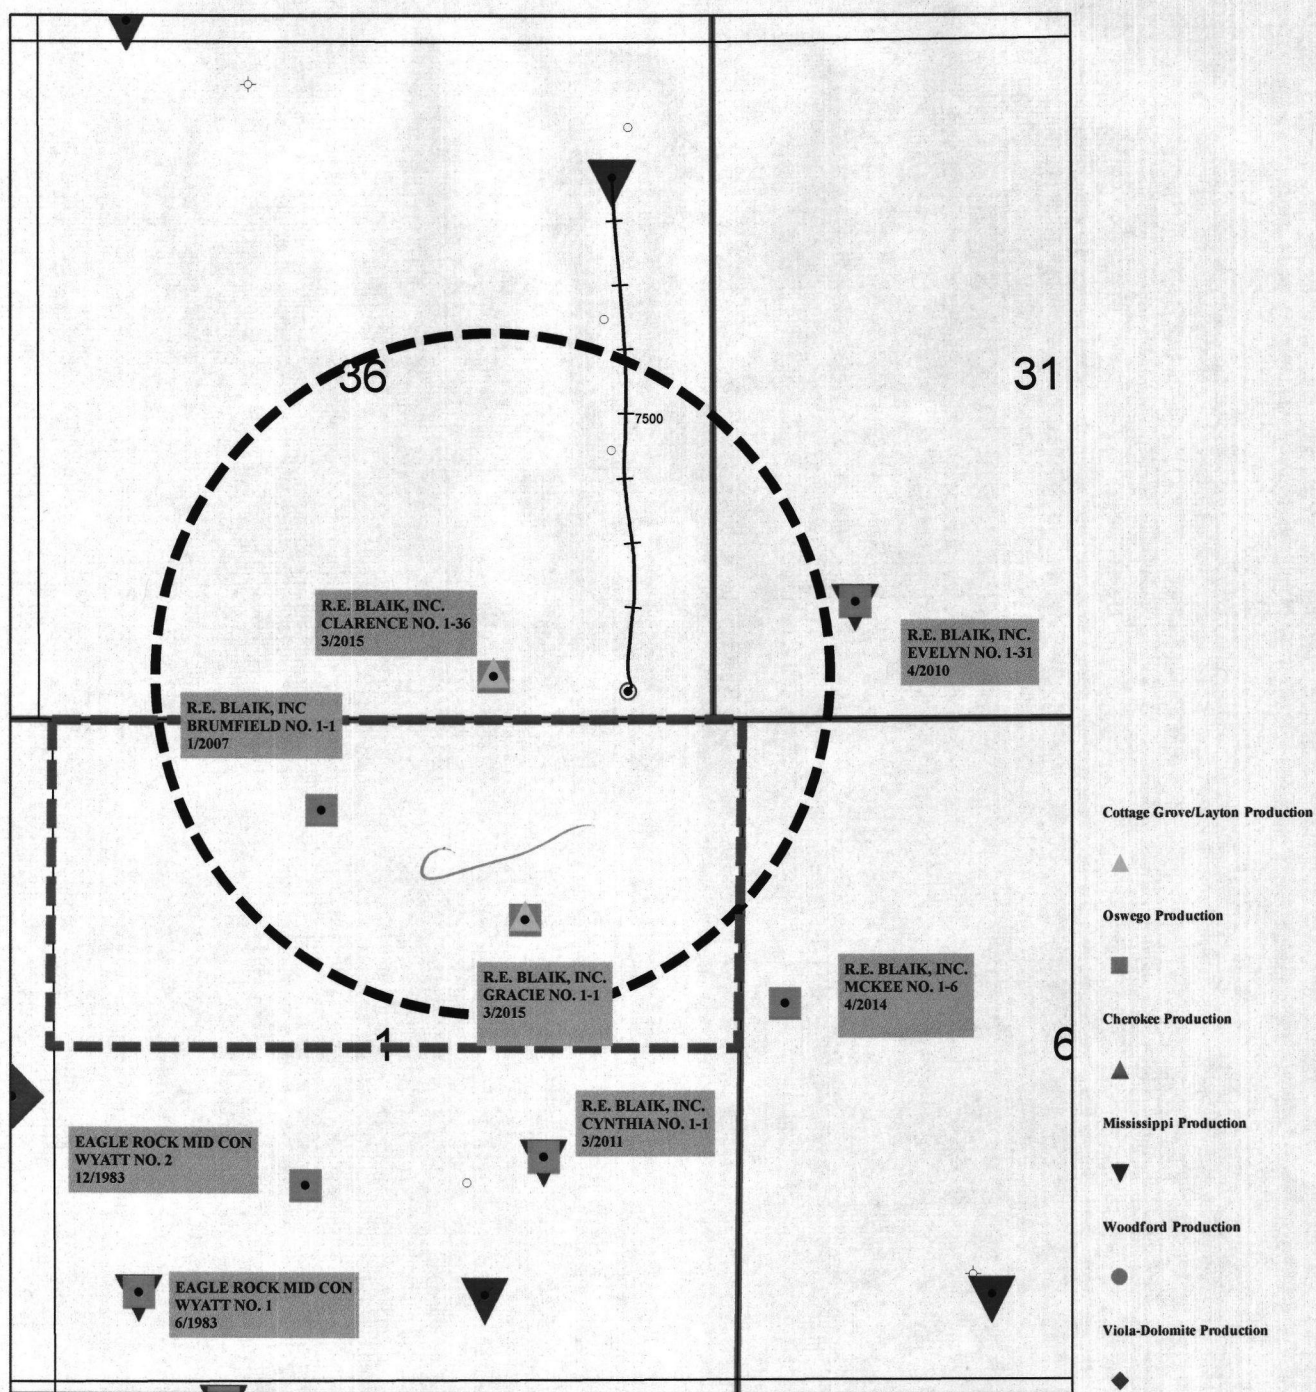 36
31
7500
R.E. BLAIK, INC.
CLARENCE NO. 1-36
3/2015
R.E. BLAIK, INC.
EVELYN NO. 1-31
4/2010
R.E. BLAIK, INC
BRUMFIELD NO. 1-1
1/2007
Cottage Grove/Layton Production
Oswego Production
R.E. BLAIK, INC.
GRACIE NO. 1-1
3/2015
R.E. BLAIK, INC.
MCKEE NO. 1-6
4/2014
Cherokee Production
1
6
Mississippi Production
R.E. BLAIK, INC.
CYNTHIA NO. 1-1
3/2011
EAGLE ROCK MID CON
WYATT NO. 2
12/1983
Woodford Production
EAGLE ROCK MID CON
WYATT NO. 1
6/1983
Viola-Dolomite Production